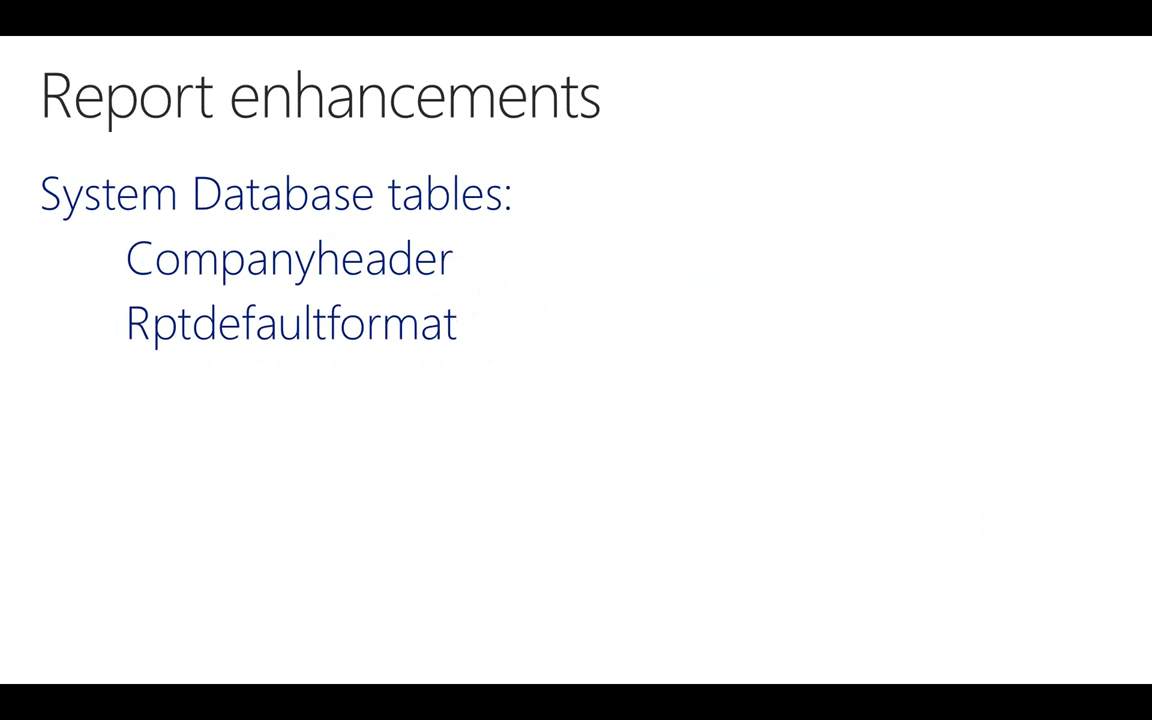 Report enhancements
System Database tables:
Companyheader
Rptdefaultformat